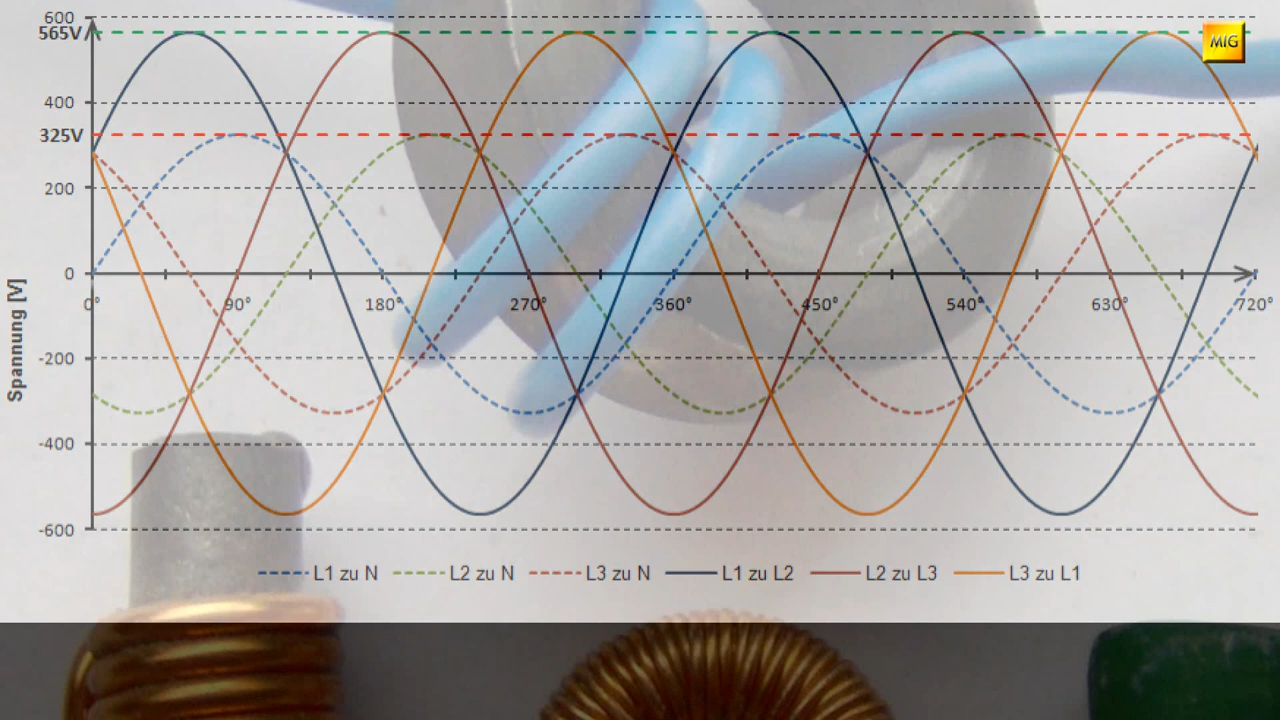 600
565V
MIG
400
325V
200
0
0° 90° 180° 270° 360° 450° 540° 630° 720°
Spannung [V]
-200
-400
-600
L1 zu N L2 zu N L3 zu N L1 zu L2 L2 zu L3 L3 zu L1